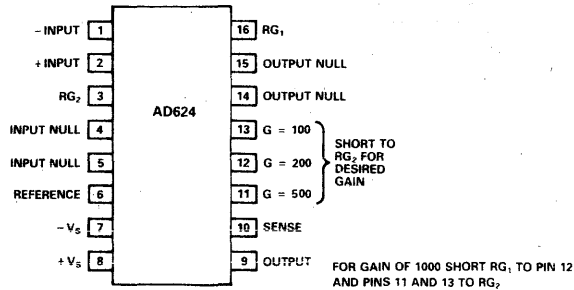 – INPUT 1
+ INPUT 2
RG₂ 3
INPUT NULL 4
INPUT NULL 5
REFERENCE 6
– Vₛ 7
+ Vₛ 8
AD624
16 RG₁
15 OUTPUT NULL
14 OUTPUT NULL
13 G = 100
12 G = 200
11 G = 500
10 SENSE
9 OUTPUT
SHORT TO
RG₂ FOR
DESIRED
GAIN
FOR GAIN OF 1000 SHORT RG₁ TO PIN 12
AND PINS 11 AND 13 TO RG₂